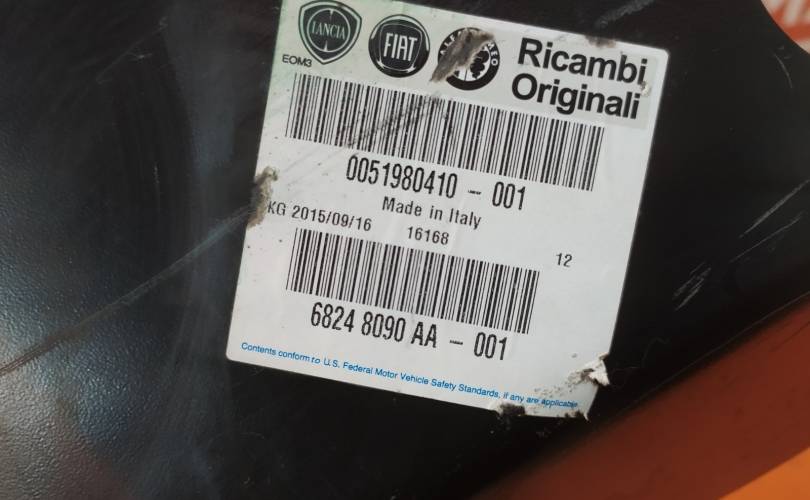 LANCIA
FIAT
Ricambi
Originali
EOM3
0051980410 - 001
Made in Italy
KG 2015/09/16 16168
12
6824 8090 AA - 001
Contents conform to U.S. Federal Motor Vehicle Safety Standards, if any are applicable